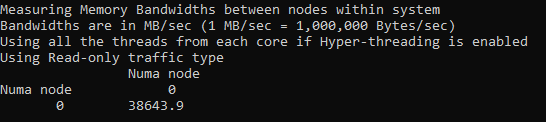 Measuring Memory Bandwidths between nodes within system
Bandwidths are in MB/sec (1 MB/sec = 1,000,000 Bytes/sec)
Using all the threads from each core if Hyper-threading is enabled
Using Read-only traffic type
Numa node
Numa node 0
0 38643.9